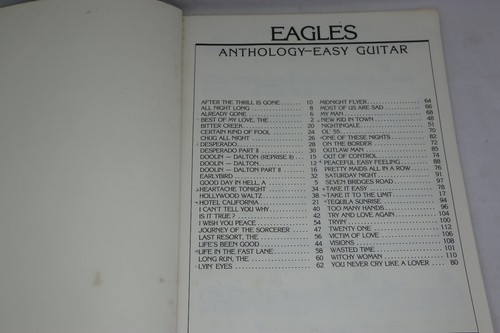 EAGLES
ANTHOLOGY—EASY GUITAR
AFTER THE THRILL IS GONE ...... 10
ALL NIGHT LONG ...... 8
ALREADY GONE ...... 6
BEST OF MY LOVE, THE ...... 2
BITTER CREEK ...... 20
CERTAIN KIND OF FOOL ...... 24
CHUG ALL NIGHT ...... 26
DESPERADO ...... 28
DESPERADO PART II ...... 30
DOOLIN — DALTON (REPRISE II) ... 15
DOOLIN — DALTON ...... 12
DOOLIN — DALTON PART II ...... 16
EARLYBIRD ...... 32
GOOD DAY IN HELL, A ...... 5
HEARTACHE TONIGHT ...... 34
HOLLYWOOD WALTZ ...... 38
HOTEL CALIFORNIA ...... 21
I CAN'T TELL YOU WHY ...... 40
IS IT TRUE? ...... 42
I WISH YOU PEACE ...... 54
JOURNEY OF THE SORCERER ...... 47
LAST RESORT, THE ...... 56
LIFE'S BEEN GOOD ...... 44
LIFE IN THE FAST LANE ...... 58
LONG RUN, THE ...... 60
LYIN' EYES ...... 62
MIDNIGHT FLYER ...... 64
MOST OF US ARE SAD ...... 66
MY MAN ...... 68
NEW KID IN TOWN ...... 48
NIGHTINGALE ...... 51
OL' 55 ...... 70
ONE OF THESE NIGHTS ...... 82
ON THE BORDER ...... 72
OUTLAW MAN ...... 85
OUT OF CONTROL ...... 74
PEACEFUL EASY FEELING ...... 88
PRETTY MAIDS ALL IN A ROW ...... 76
SATURDAY NIGHT ...... 91
SEVEN BRIDGES ROAD ...... 96
TAKE IT EASY ...... 78
TAKE IT TO THE LIMIT ...... 17
TEQUILA SUNRISE ...... 94
TOO MANY HANDS ...... 97
TRY AND LOVE AGAIN ...... 104
TRYIN' ...... 100
TWENTY ONE ...... 112
VICTIM OF LOVE ...... 106
VISIONS ...... 108
WASTED TIME ...... 101
WITCHY WOMAN ...... 110
YOU NEVER CRY LIKE A LOVER .... 80